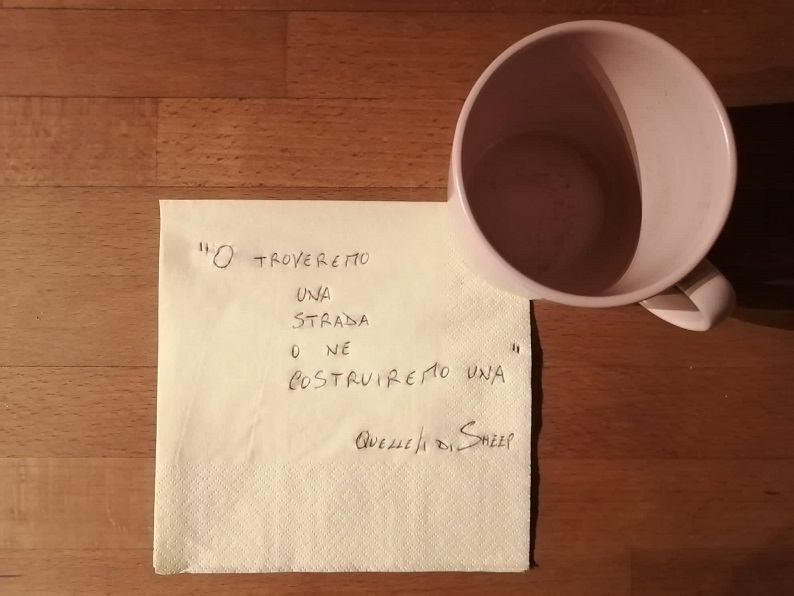 "O TROVEREMO
UNA
STRADA
O NE
COSTRUIREMO UNA"
QUELLE/I DI SHEEP